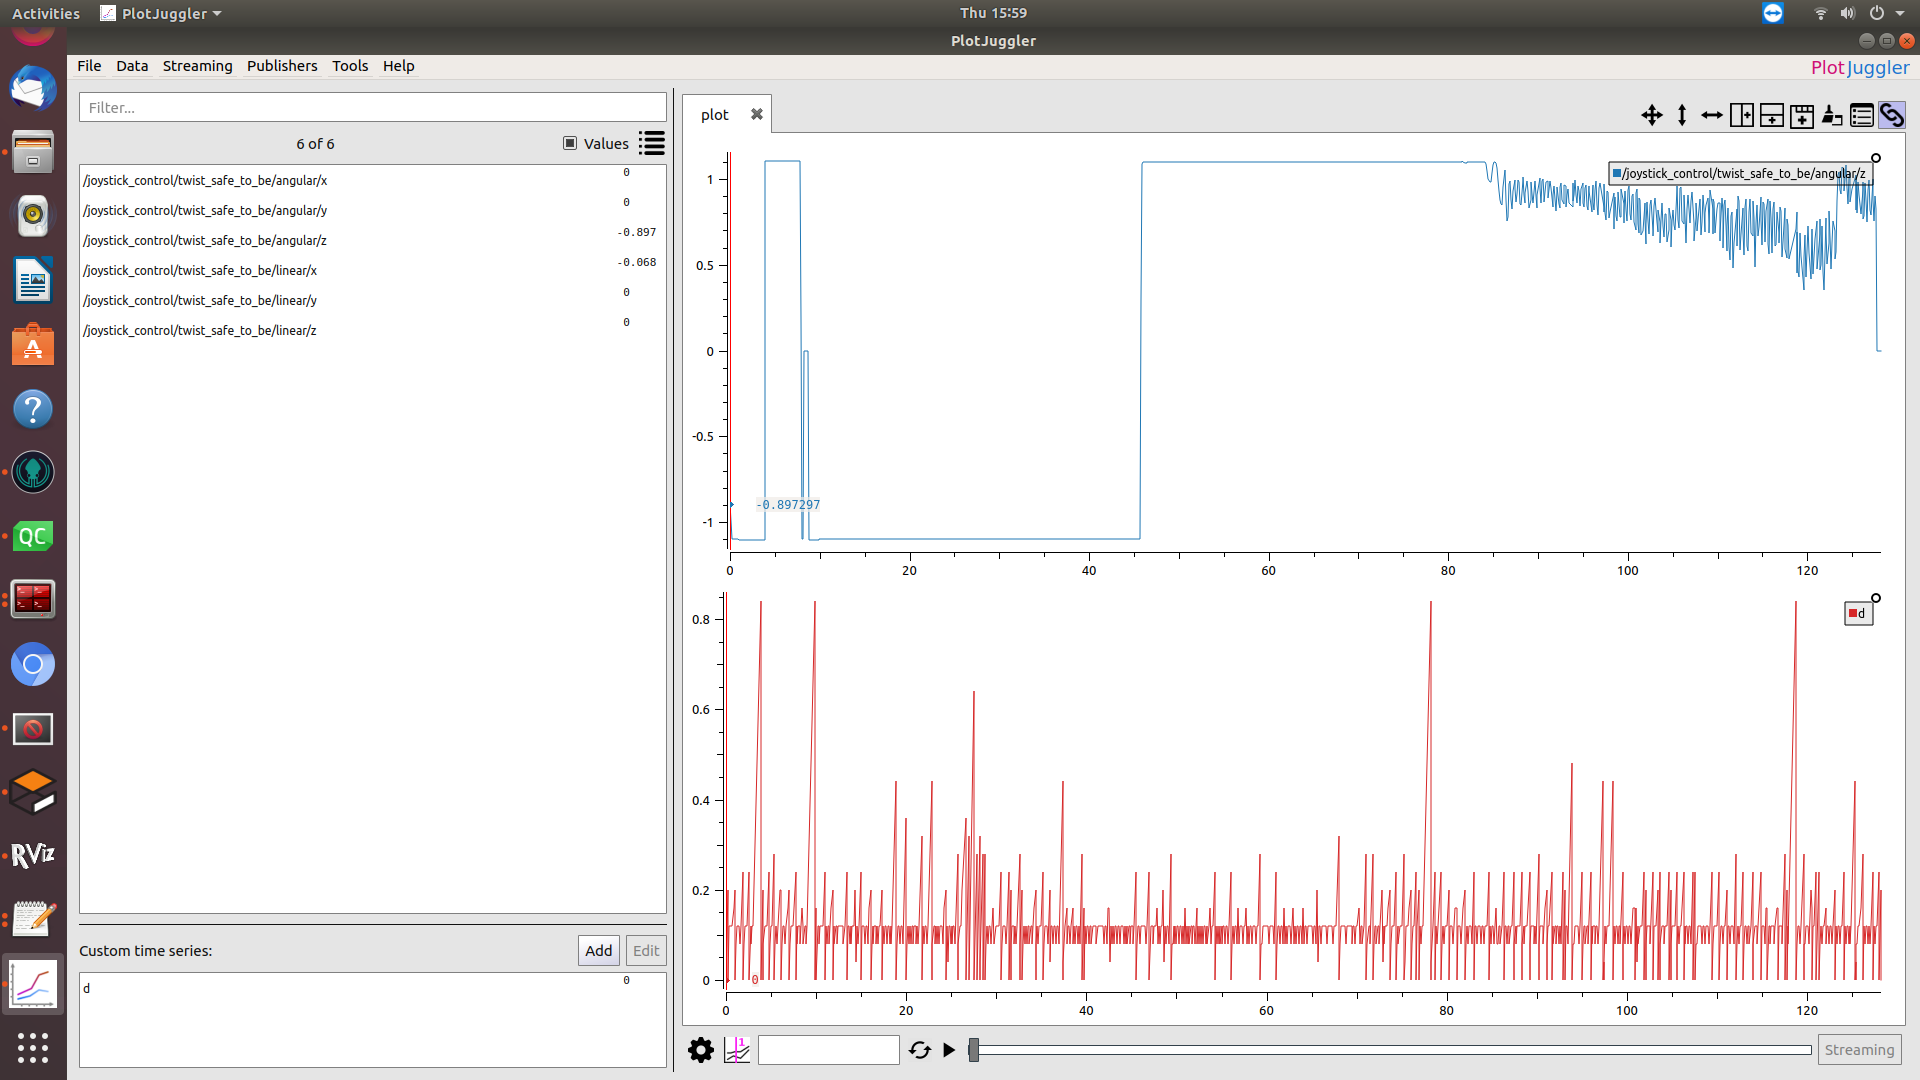 Activities PlotJuggler Thu 15:59
PlotJuggler
File Data Streaming Publishers Tools Help PlotJuggler
Filter...
6 of 6 Values
/joystick_control/twist_safe_to_be/angular/x 0
/joystick_control/twist_safe_to_be/angular/y 0
/joystick_control/twist_safe_to_be/angular/z -0.897
/joystick_control/twist_safe_to_be/linear/x -0.068
/joystick_control/twist_safe_to_be/linear/y 0
/joystick_control/twist_safe_to_be/linear/z 0
Custom time series: Add Edit
d 0
plot
/joystick_control/twist_safe_to_be/angular/z
1
0.5
0
-0.5
-1
-0.897297
0 20 40 60 80 100 120
d
0.8
0.6
0.4
0.2
0
0
0 20 40 60 80 100 120
1
Streaming
QC
RViz